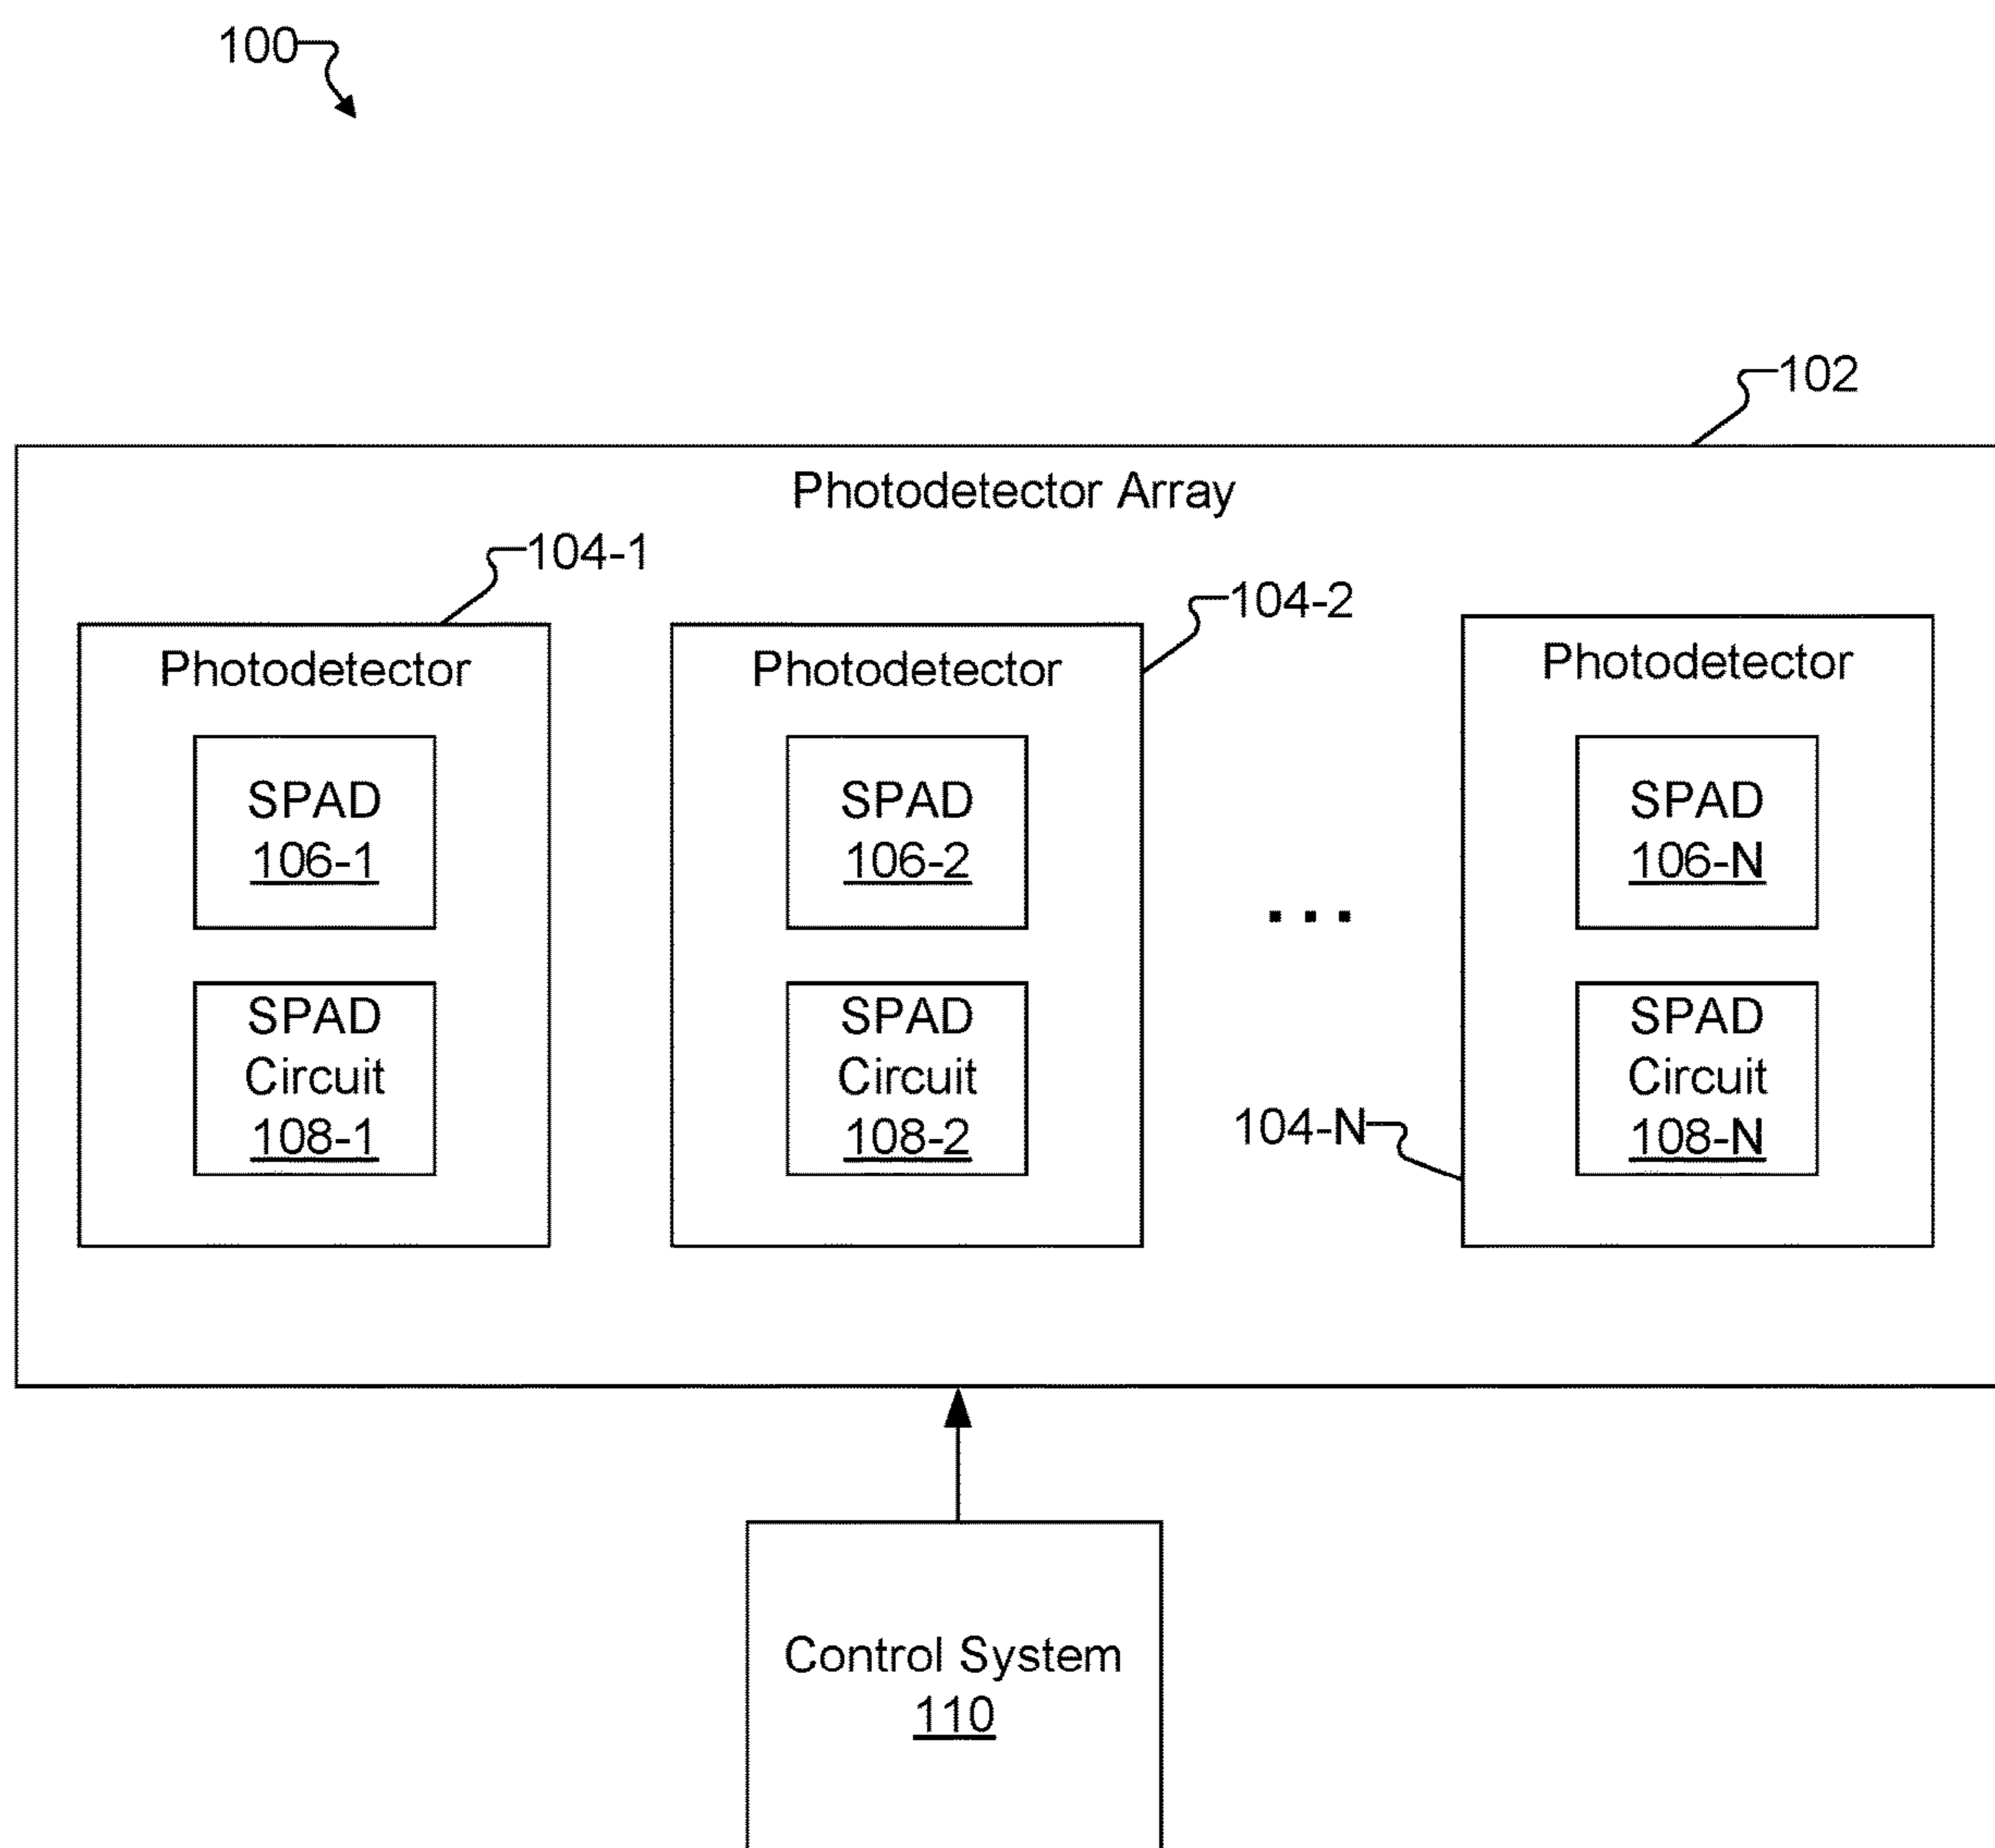 100
102
Photodetector Array
104-1
104-2
Photodetector
SPAD
106-1
SPAD
Circuit
108-1
Photodetector
SPAD
106-2
SPAD
Circuit
108-2
...
104-N
Photodetector
SPAD
106-N
SPAD
Circuit
108-N
Control System
110